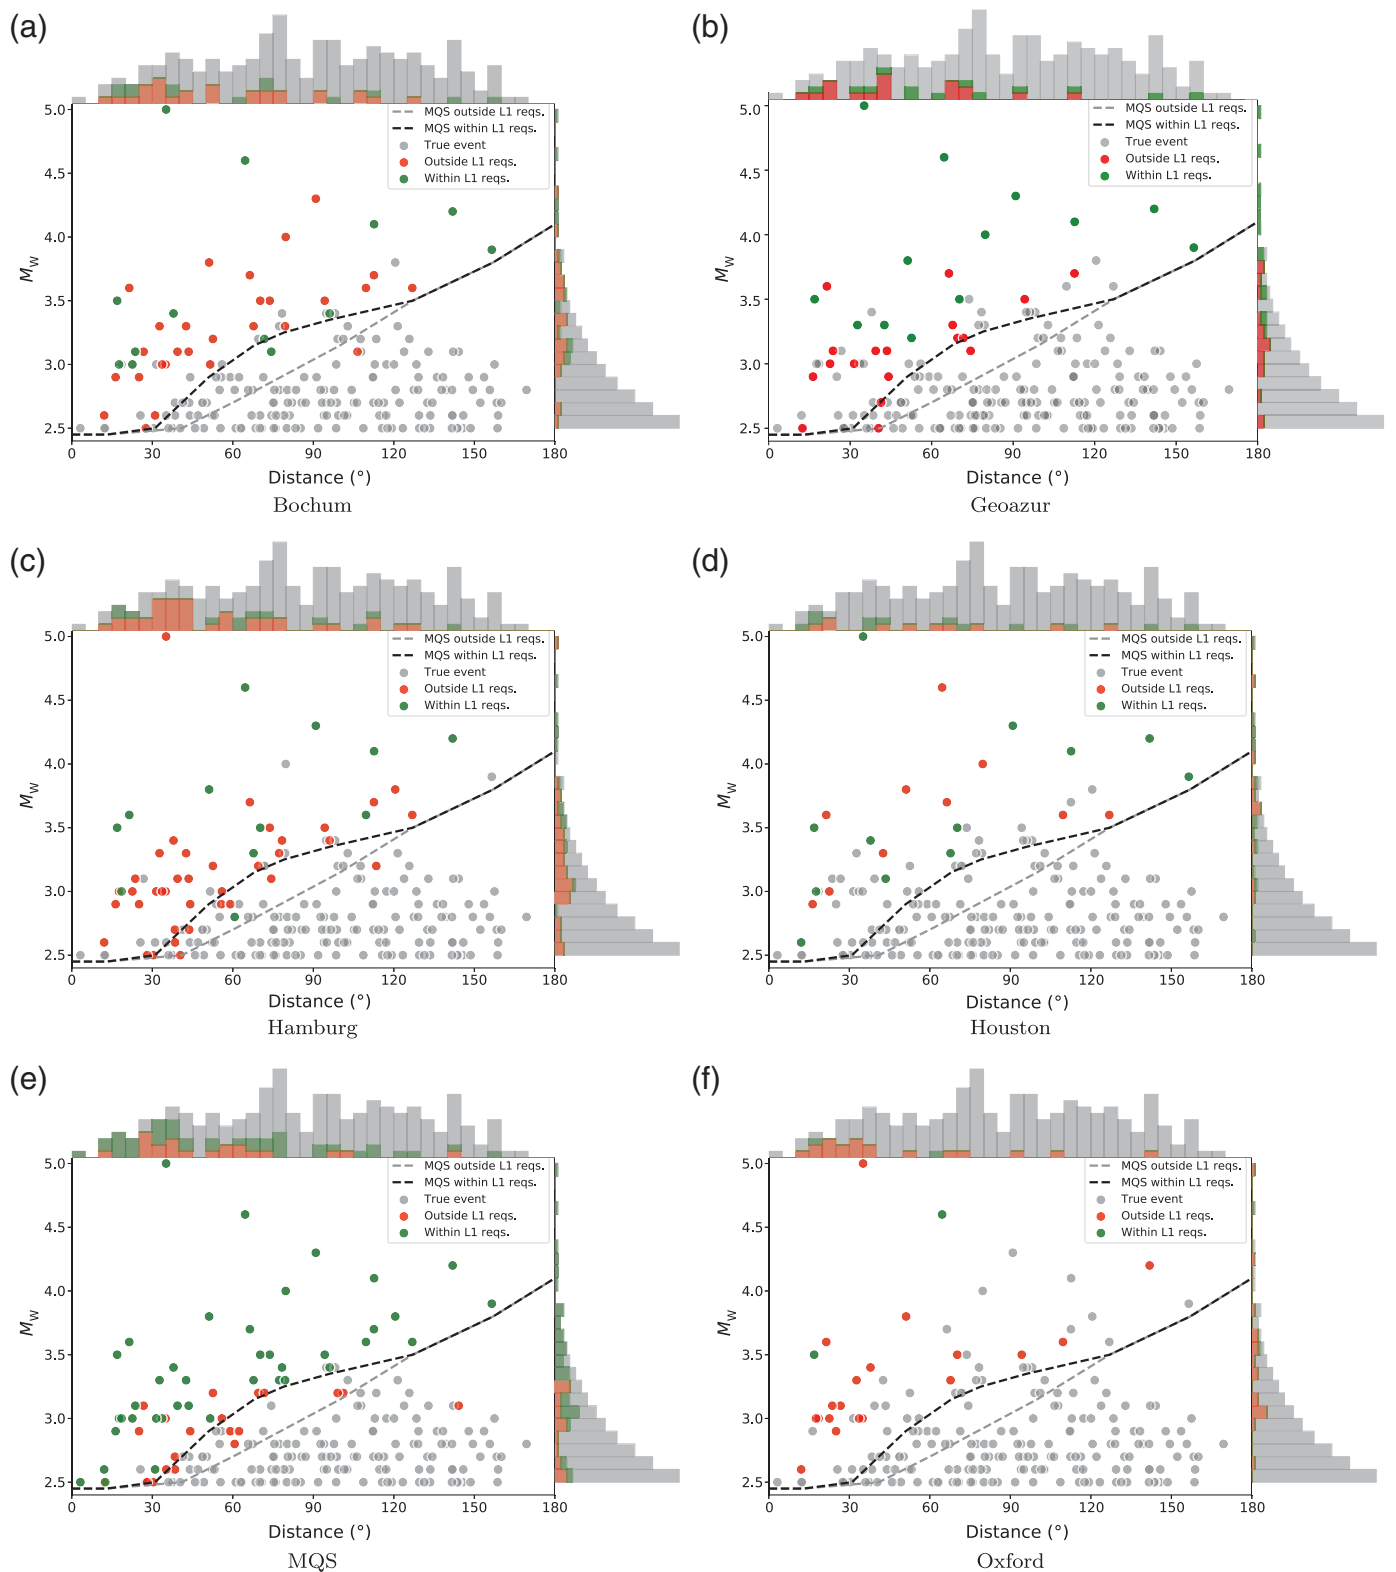 (a)
MQS outside L1 reqs.
MQS within L1 reqs.
True event
Outside L1 reqs.
Within L1 reqs.
5.0
4.5
4.0
3.5
3.0
2.5
M_W
0 30 60 90 120 150 180
Distance (°)
Bochum
(b)
MQS outside L1 reqs.
MQS within L1 reqs.
True event
Outside L1 reqs.
Within L1 reqs.
5.0
4.5
4.0
3.5
3.0
2.5
M_W
0 30 60 90 120 150 180
Distance (°)
Geoazur
(c)
MQS outside L1 reqs.
MQS within L1 reqs.
True event
Outside L1 reqs.
Within L1 reqs.
5.0
4.5
4.0
3.5
3.0
2.5
M_W
0 30 60 90 120 150 180
Distance (°)
Hamburg
(d)
MQS outside L1 reqs.
MQS within L1 reqs.
True event
Outside L1 reqs.
Within L1 reqs.
5.0
4.5
4.0
3.5
3.0
2.5
M_W
0 30 60 90 120 150 180
Distance (°)
Houston
(e)
MQS outside L1 reqs.
MQS within L1 reqs.
True event
Outside L1 reqs.
Within L1 reqs.
5.0
4.5
4.0
3.5
3.0
2.5
M_W
0 30 60 90 120 150 180
Distance (°)
MQS
(f)
MQS outside L1 reqs.
MQS within L1 reqs.
True event
Outside L1 reqs.
Within L1 reqs.
5.0
4.5
4.0
3.5
3.0
2.5
M_W
0 30 60 90 120 150 180
Distance (°)
Oxford